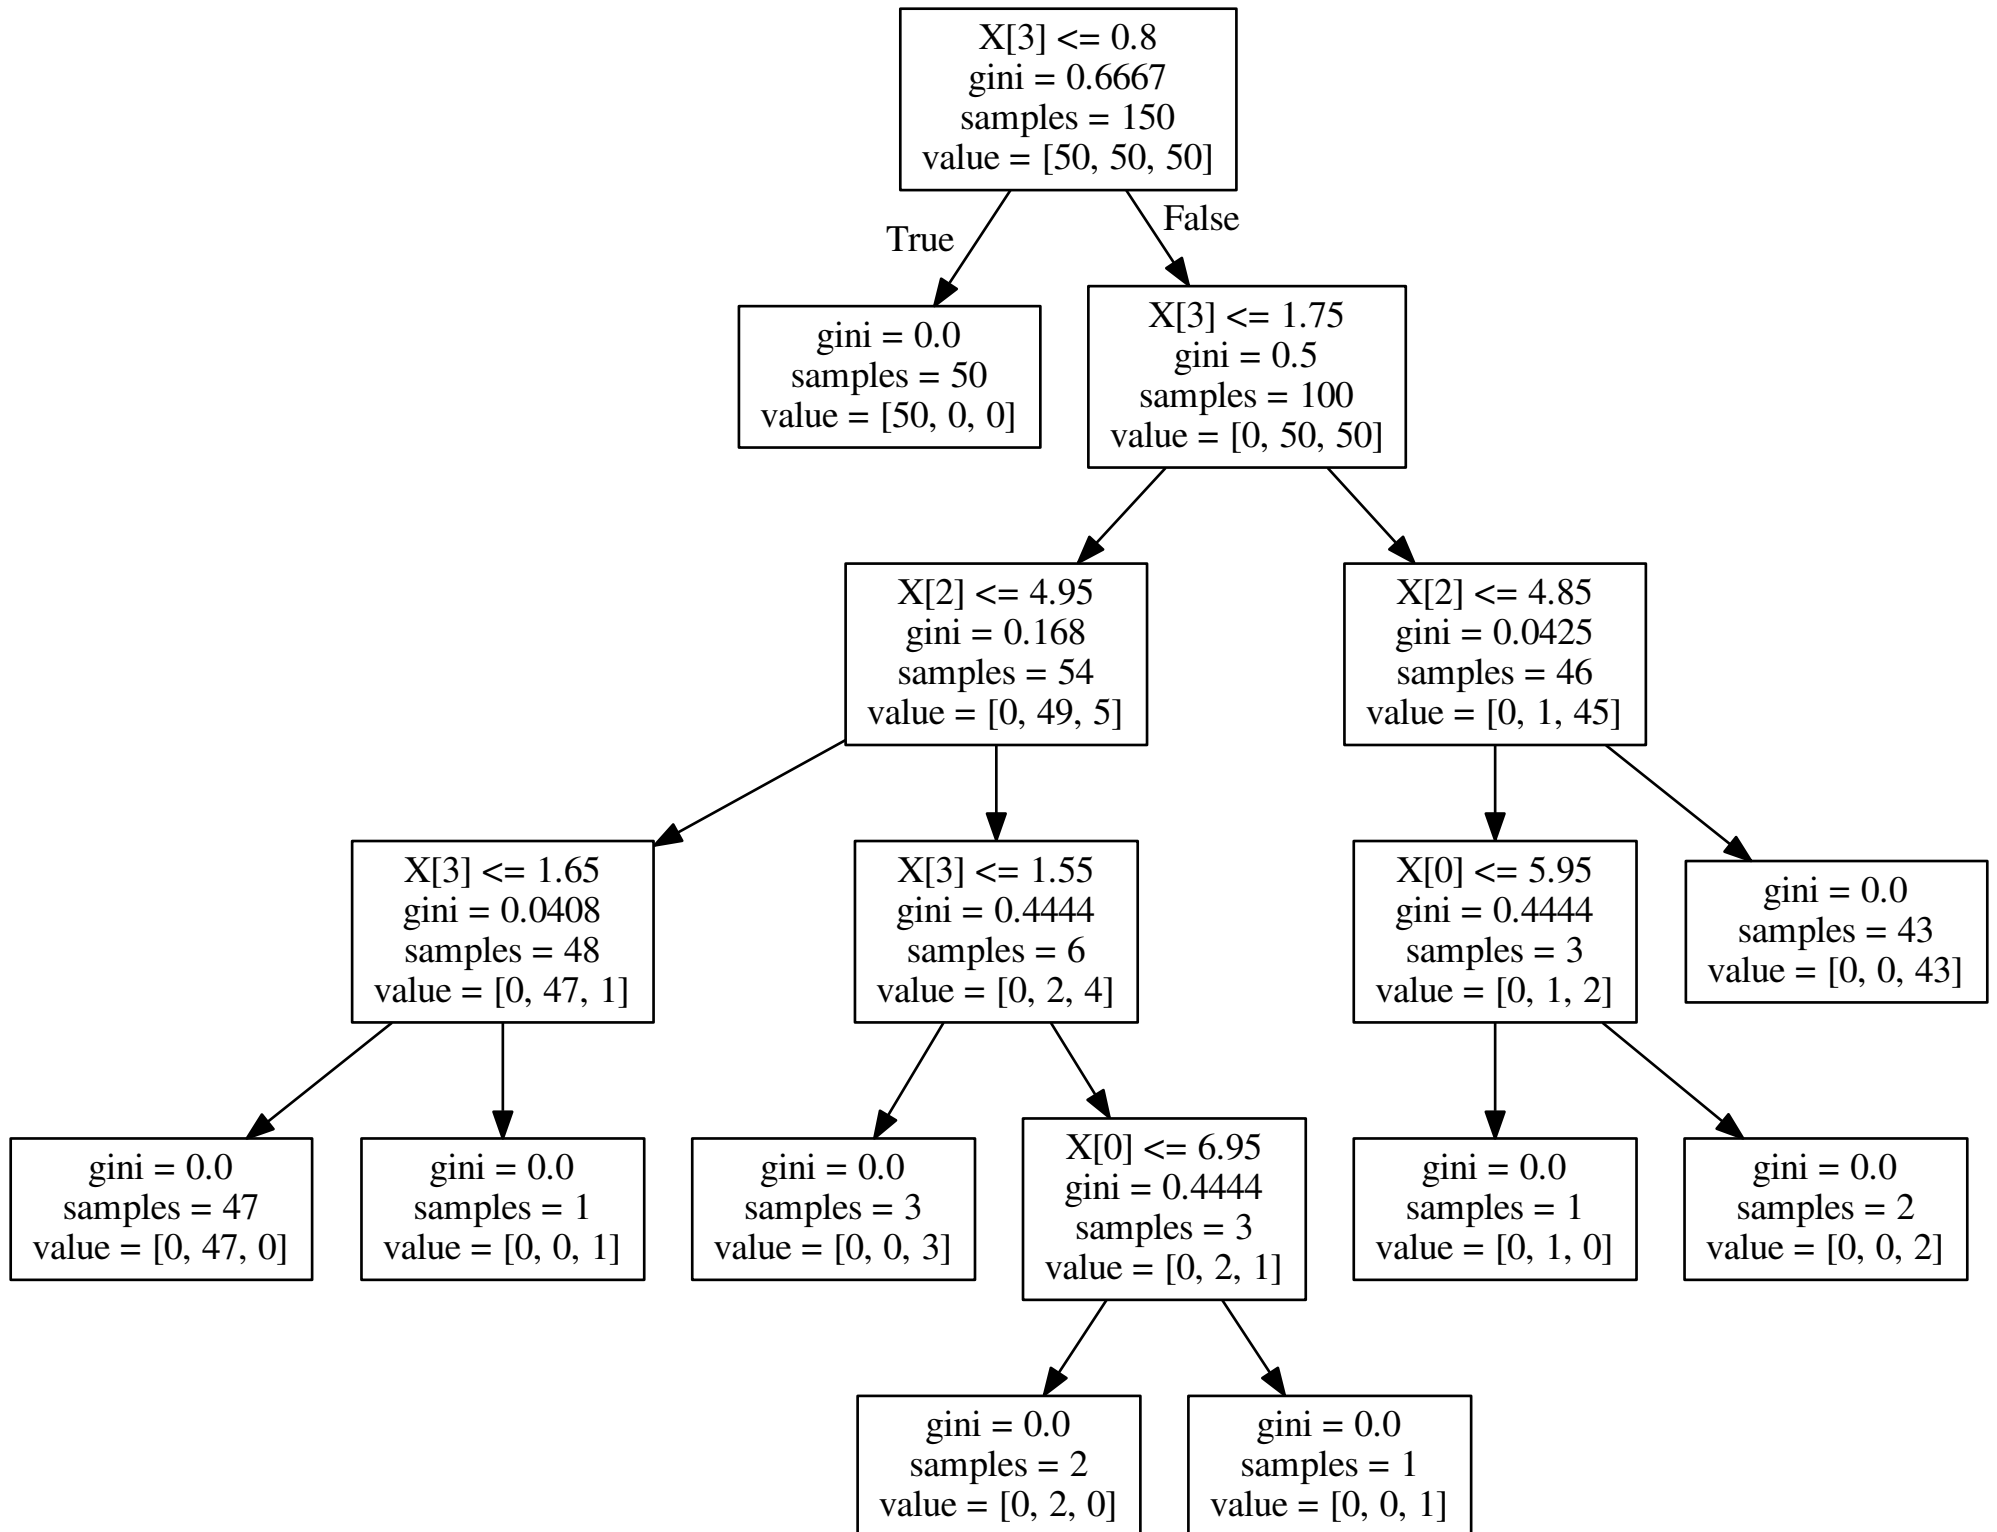 X[3] <= 0.8
gini = 0.6667
samples = 150
value = [50, 50, 50]
True
False
gini = 0.0
samples = 50
value = [50, 0, 0]
X[3] <= 1.75
gini = 0.5
samples = 100
value = [0, 50, 50]
X[2] <= 4.95
gini = 0.168
samples = 54
value = [0, 49, 5]
X[2] <= 4.85
gini = 0.0425
samples = 46
value = [0, 1, 45]
X[3] <= 1.65
gini = 0.0408
samples = 48
value = [0, 47, 1]
X[3] <= 1.55
gini = 0.4444
samples = 6
value = [0, 2, 4]
X[0] <= 5.95
gini = 0.4444
samples = 3
value = [0, 1, 2]
gini = 0.0
samples = 43
value = [0, 0, 43]
gini = 0.0
samples = 47
value = [0, 47, 0]
gini = 0.0
samples = 1
value = [0, 0, 1]
gini = 0.0
samples = 3
value = [0, 0, 3]
X[0] <= 6.95
gini = 0.4444
samples = 3
value = [0, 2, 1]
gini = 0.0
samples = 1
value = [0, 1, 0]
gini = 0.0
samples = 2
value = [0, 0, 2]
gini = 0.0
samples = 2
value = [0, 2, 0]
gini = 0.0
samples = 1
value = [0, 0, 1]